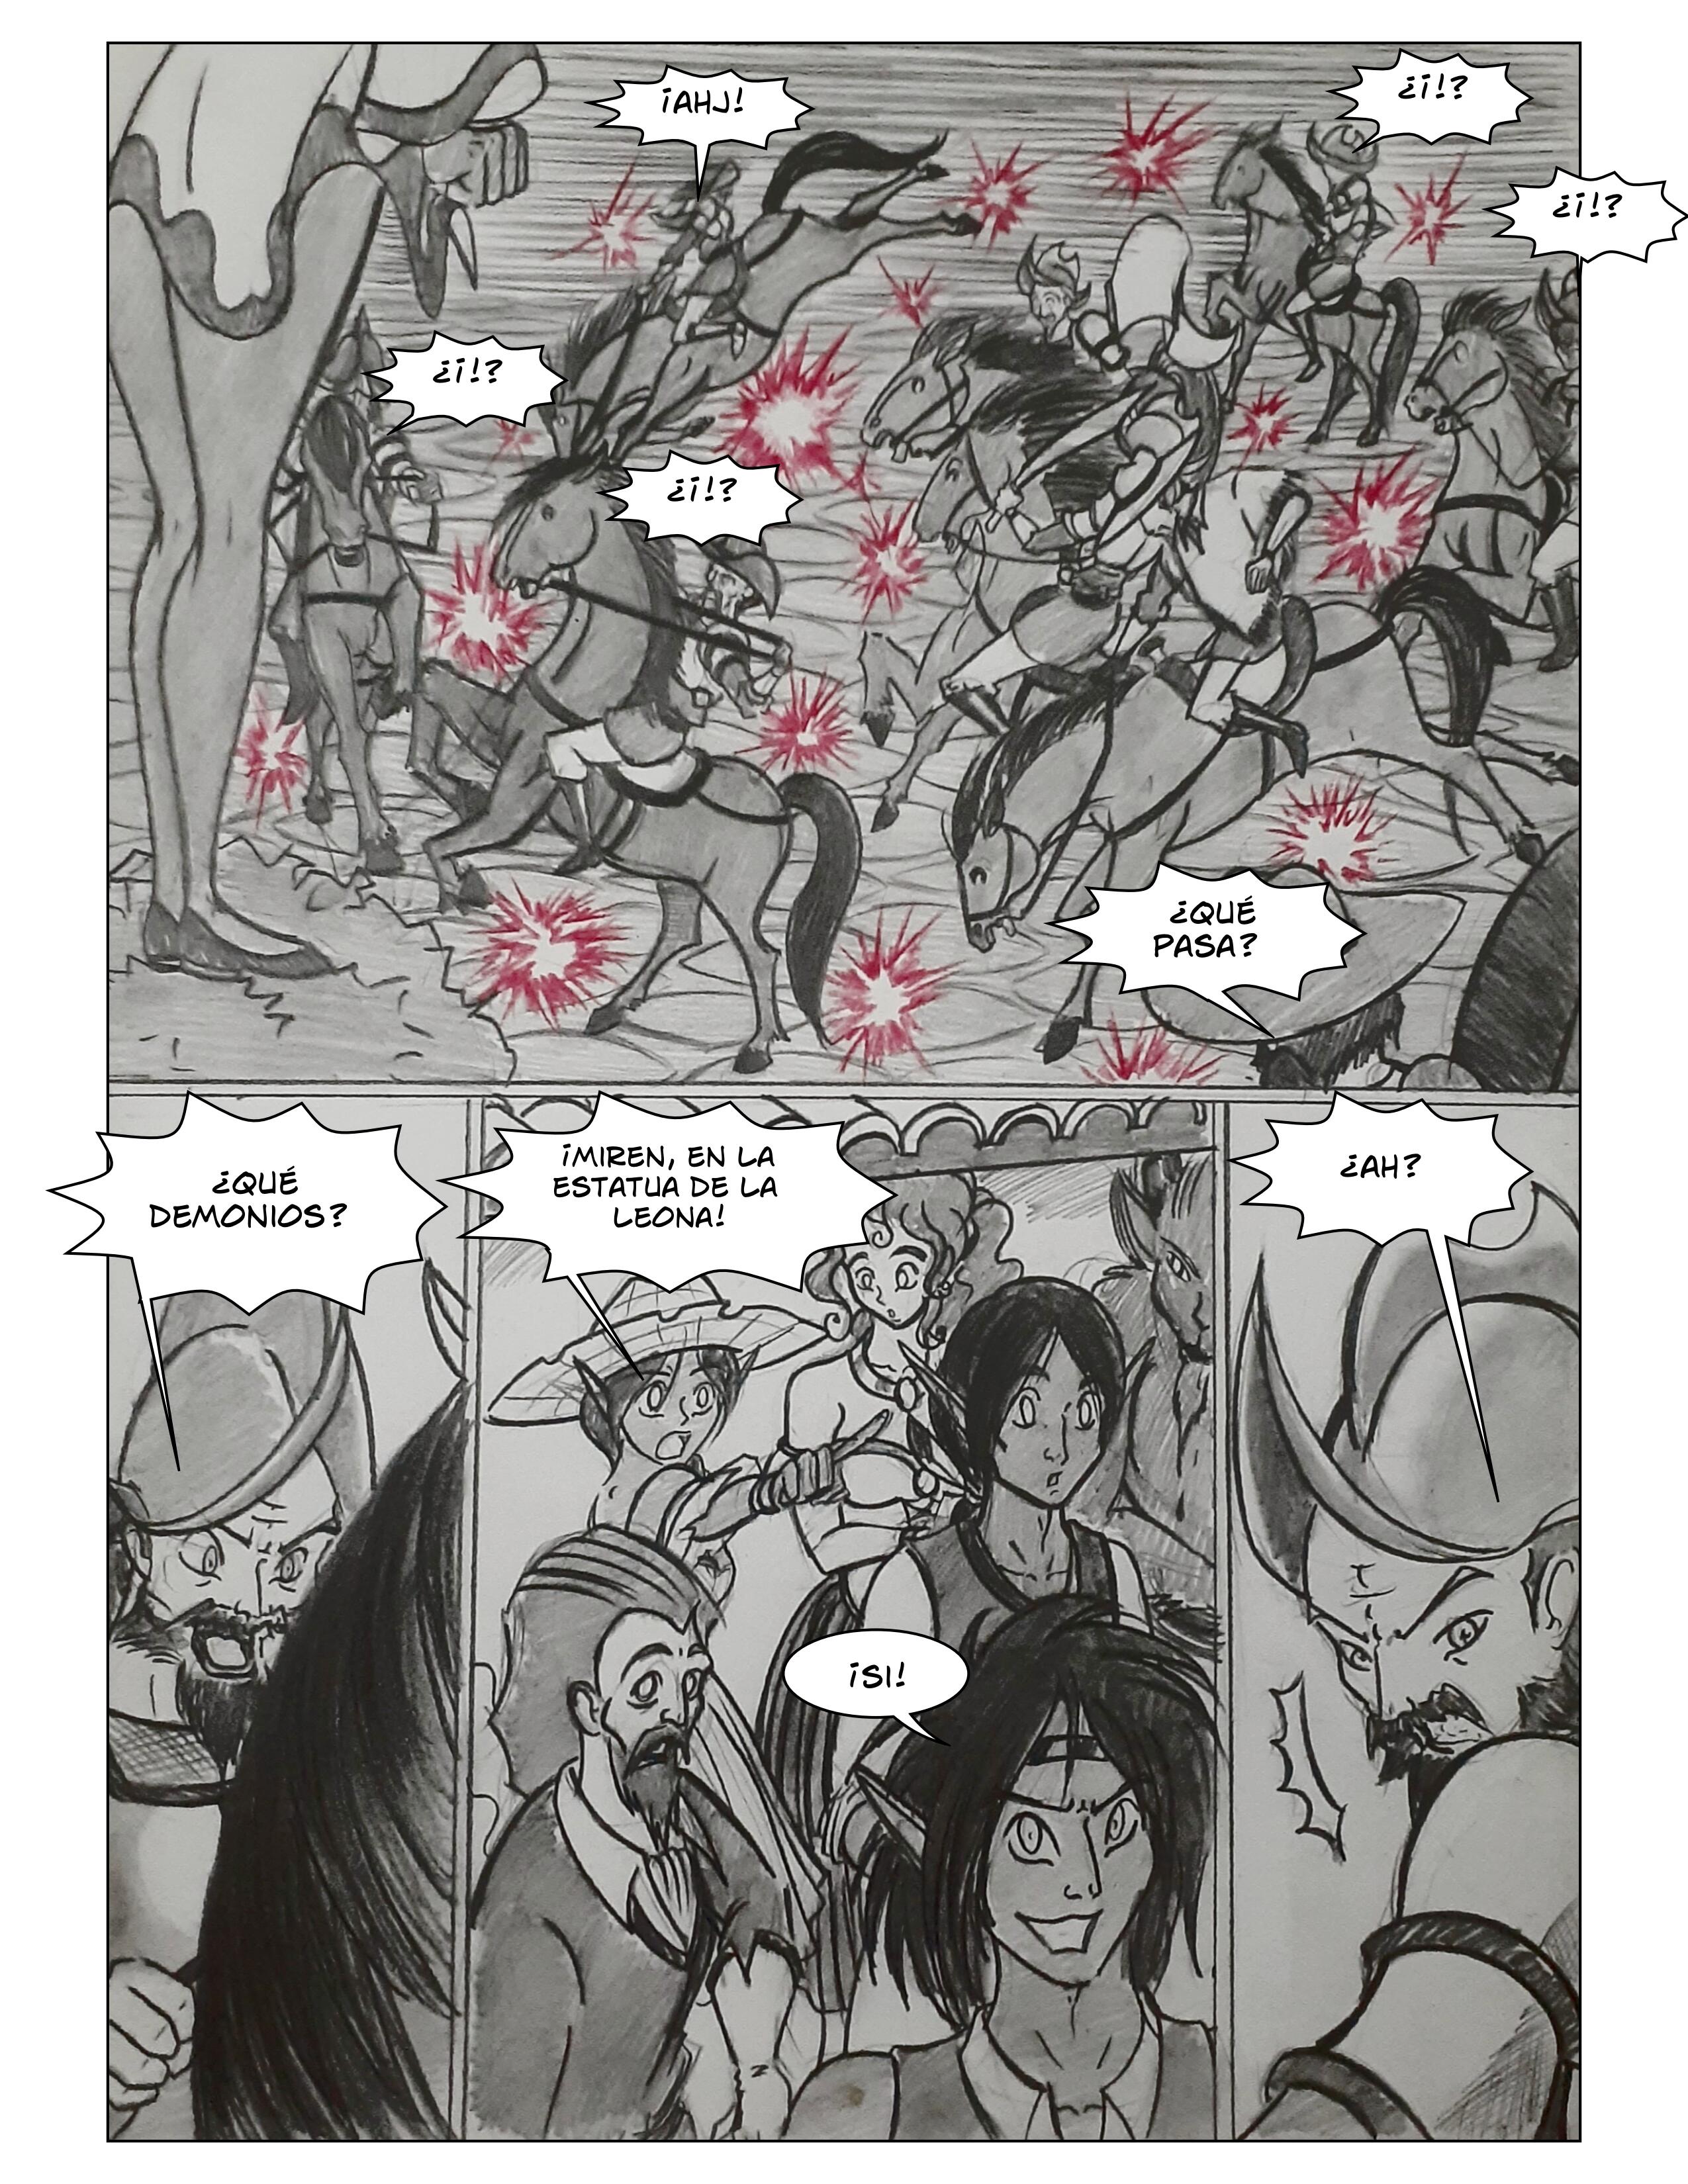 ¡AHJ!
¿¡!?
¿¡!?
¿¡!?
¿¡!?
¿QUÉ
PASA?
¿QUÉ
DEMONIOS?
¡MIREN, EN LA
ESTATUA DE LA
LEONA!
¡SI!
¿AH?